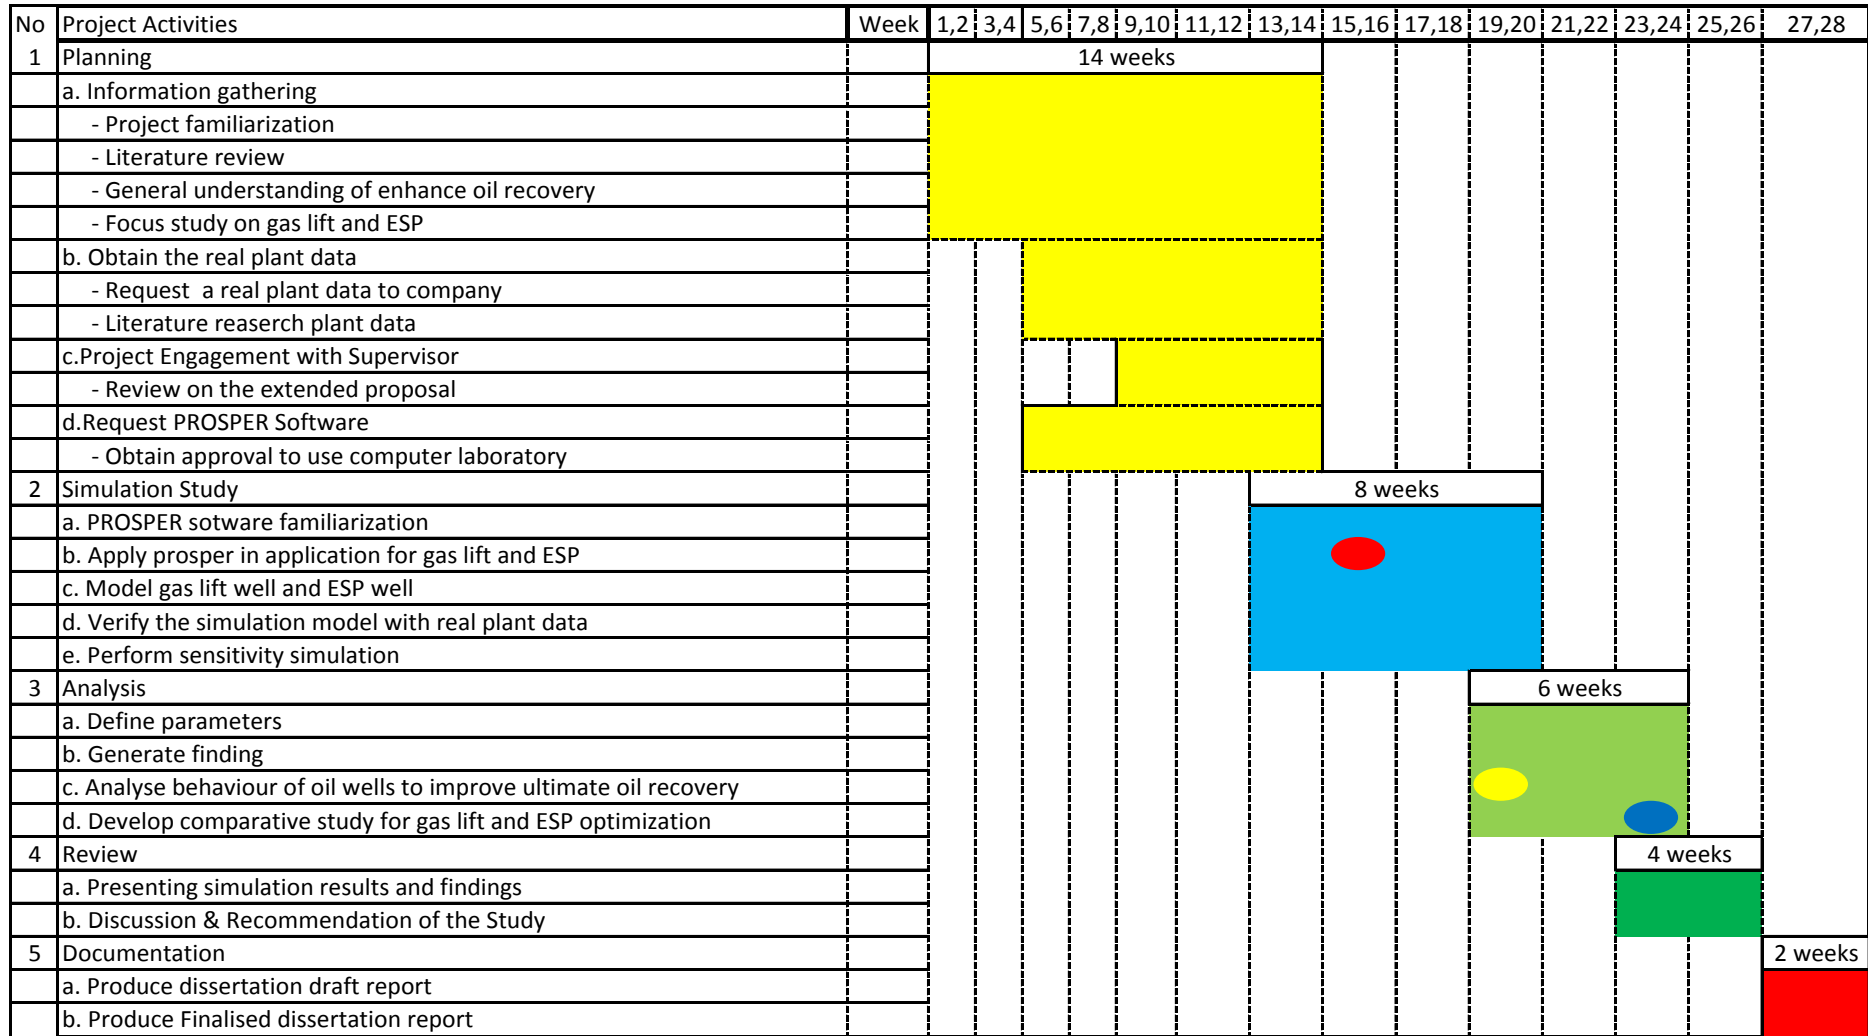 No Project Activities Week 1,2 3,4 5,6 7,8 9,10 11,12 13,14 15,16 17,18 19,20 21,22 23,24 25,26 27,28
1 Planning 14 weeks
a. Information gathering
- Project familiarization
- Literature review
- General understanding of enhance oil recovery
- Focus study on gas lift and ESP
b. Obtain the real plant data
- Request a real plant data to company
- Literature reaserch plant data
c.Project Engagement with Supervisor
- Review on the extended proposal
d.Request PROSPER Software
- Obtain approval to use computer laboratory
2 Simulation Study 8 weeks
a. PROSPER sotware familiarization
b. Apply prosper in application for gas lift and ESP
c. Model gas lift well and ESP well
d. Verify the simulation model with real plant data
e. Perform sensitivity simulation
3 Analysis 6 weeks
a. Define parameters
b. Generate finding
c. Analyse behaviour of oil wells to improve ultimate oil recovery
d. Develop comparative study for gas lift and ESP optimization
4 Review 4 weeks
a. Presenting simulation results and findings
b. Discussion & Recommendation of the Study
5 Documentation 2 weeks
a. Produce dissertation draft report
b. Produce Finalised dissertation report